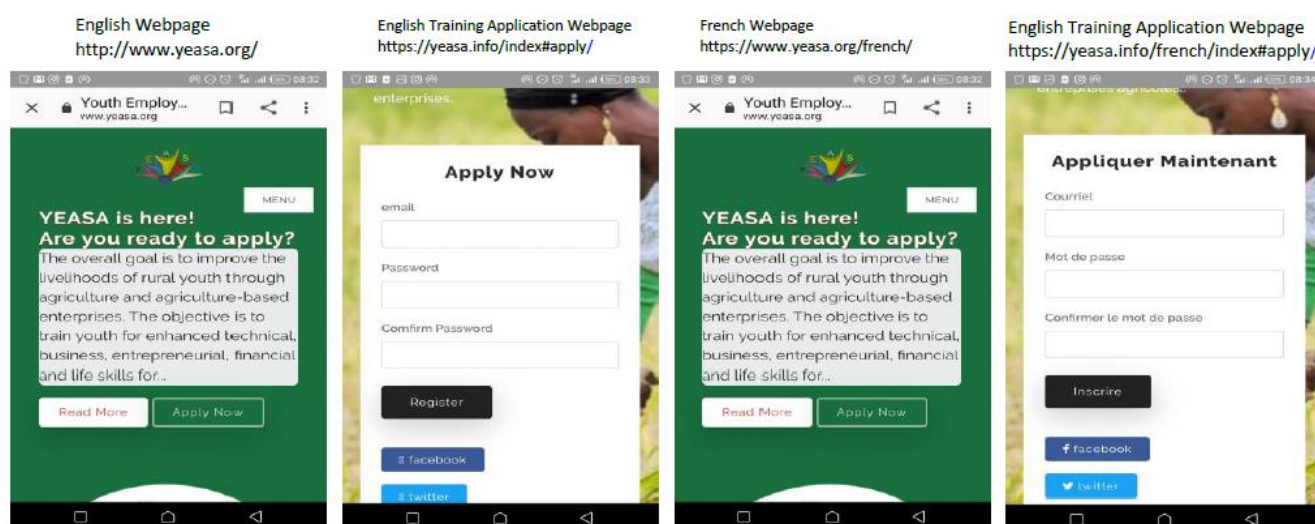 English Webpage
http://www.yeasa.org/
08:32
Youth Employ...
www.yeasa.org
E A S
MENU
YEASA is here!
Are you ready to apply?
The overall goal is to improve the
livelihoods of rural youth through
agriculture and agriculture-based
enterprises. The objective is to
train youth for enhanced technical,
business, entrepreneurial, financial
and life skills for...
Read More
Apply Now
English Training Application Webpage
https://yeasa.info/index#apply/
08:33
enterprises.
Apply Now
email
Password
Comfirm Password
Register
facebook
twitter
French Webpage
https://www.yeasa.org/french/
08:32
Youth Employ...
www.yeasa.org
E A S
MENU
YEASA is here!
Are you ready to apply?
The overall goal is to improve the
livelihoods of rural youth through
agriculture and agriculture-based
enterprises. The objective is to
train youth for enhanced technical,
business, entrepreneurial, financial
and life skills for...
Read More
Apply Now
English Training Application Webpage
https://yeasa.info/french/index#apply/
08:34
entreprises agricoles..
Appliquer Maintenant
Courriel
Mot de passe
Confirmer le mot de passe
Inscrire
facebook
twitter